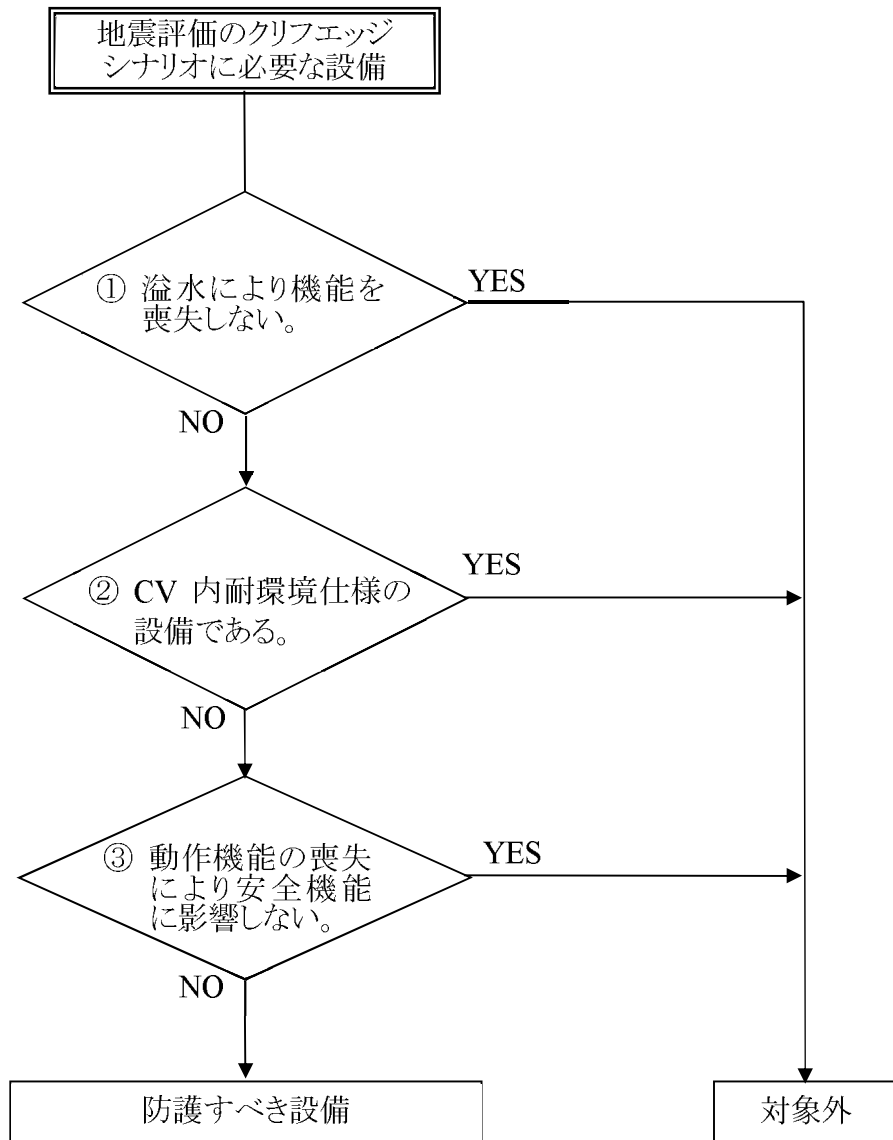 地震評価のクリフエッジ
シナリオに必要な設備
① 溢水により機能を
喪失しない。
YES
NO
② CV 内耐環境仕様の
設備である。
YES
NO
③ 動作機能の喪失
により安全機能
に影響しない。
YES
NO
防護すべき設備
対象外